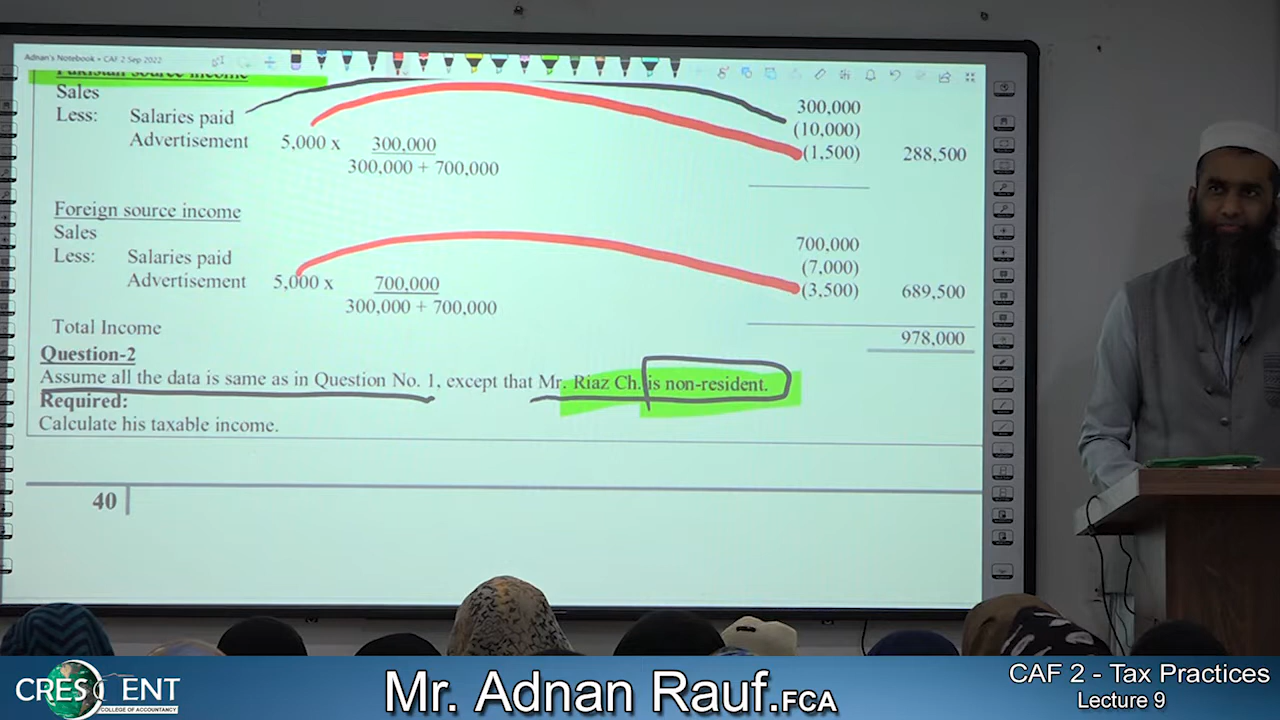 Adnan's Notebook • CAF 2 Sep 2022
Pakistan source income
Sales 300,000
Less: Salaries paid (10,000)
Advertisement 5,000 x 300,000 (1,500) 288,500
300,000 + 700,000
Foreign source income
Sales 700,000
Less: Salaries paid (7,000)
Advertisement 5,000 x 700,000 (3,500) 689,500
300,000 + 700,000
Total Income 978,000
Question-2
Assume all the data is same as in Question No. 1, except that Mr. Riaz Ch. is non-resident.
Required:
Calculate his taxable income.
40
CRESCENT
COLLEGE OF ACCOUNTANCY
Mr. Adnan Rauf.FCA
CAF 2 - Tax Practices
Lecture 9